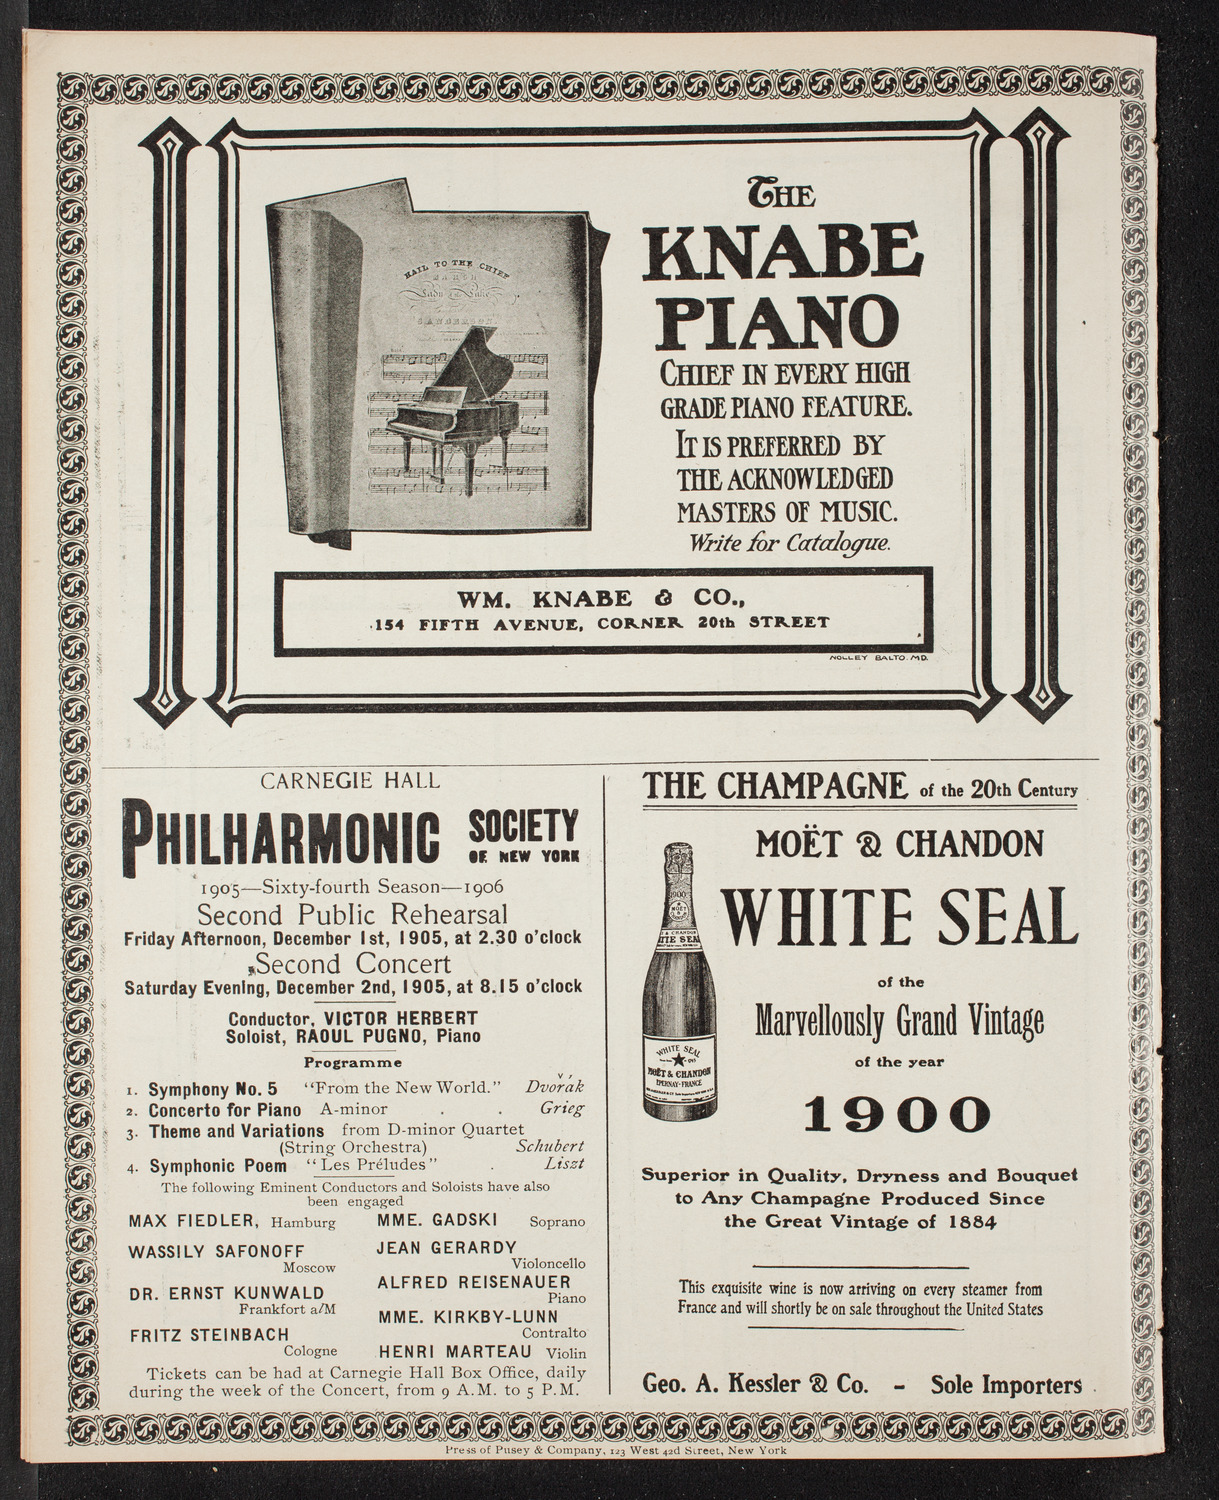 HAIL TO THE CHIEF
THE
KNABE
PIANO
CHIEF IN EVERY HIGH
GRADE PIANO FEATURE.
IT IS PREFERRED BY
THE ACKNOWLEDGED
MASTERS OF MUSIC.
Write for Catalogue.
WM. KNABE & CO.,
154 FIFTH AVENUE, CORNER 20th STREET
NOLLEY BALTO. MD.
CARNEGIE HALL
PHILHARMONIC SOCIETY
OF NEW YORK
1905—Sixty-fourth Season—1906
Second Public Rehearsal
Friday Afternoon, December 1st, 1905, at 2.30 o'clock
Second Concert
Saturday Evening, December 2nd, 1905, at 8.15 o'clock
Conductor, VICTOR HERBERT
Soloist, RAOUL PUGNO, Piano
Programme
1. Symphony No. 5 "From the New World." Dvořák
2. Concerto for Piano A-minor . . Grieg
3. Theme and Variations from D-minor Quartet
(String Orchestra) Schubert
4. Symphonic Poem "Les Préludes" . Liszt
The following Eminent Conductors and Soloists have also
been engaged
MAX FIEDLER, Hamburg
WASSILY SAFONOFF
Moscow
DR. ERNST KUNWALD
Frankfort a/M
FRITZ STEINBACH
Cologne
MME. GADSKI Soprano
JEAN GERARDY
Violoncello
ALFRED REISENAUER
Piano
MME. KIRKBY-LUNN
Contralto
HENRI MARTEAU Violin
Tickets can be had at Carnegie Hall Box Office, daily
during the week of the Concert, from 9 A.M. to 5 P.M.
THE CHAMPAGNE of the 20th Century
MOËT & CHANDON
WHITE SEAL
of the
Marvellously Grand Vintage
of the year
1900
1900
WHITE SEAL
MOËT & CHANDON
EPERNAY-FRANCE
Superior in Quality, Dryness and Bouquet
to Any Champagne Produced Since
the Great Vintage of 1884
This exquisite wine is now arriving on every steamer from
France and will shortly be on sale throughout the United States
Geo. A. Kessler & Co. - Sole Importers
Press of Pusey & Company, 123 West 42d Street, New York